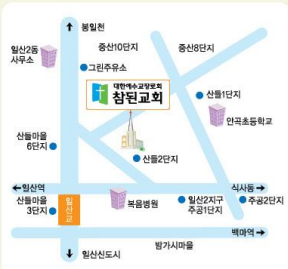 봉일천
일산2동
사무소
중산10단지
중산8단지
그린주유소
대한예수교장로회
참된교회
산들1단지
안곡초등학교
산들마을
6단지
산들2단지
←일산역
식사동→
산들마을
3단지
일산교
복음병원
일산2지구
주공1단지
주공2단지
백마역→
밤가시마을
일산신도시